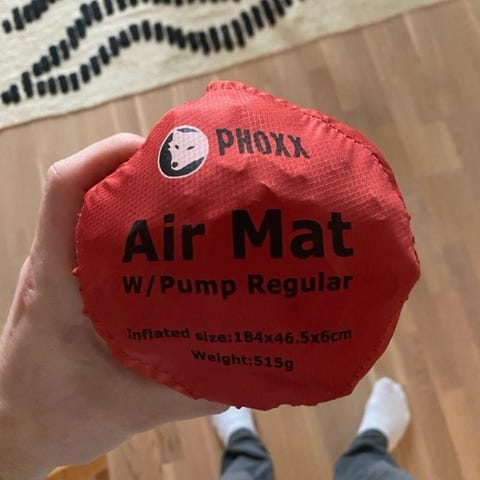 PHOXX
Air Mat
W/Pump Regular
Inflated size:184x46.5x6cm
Weight:515g